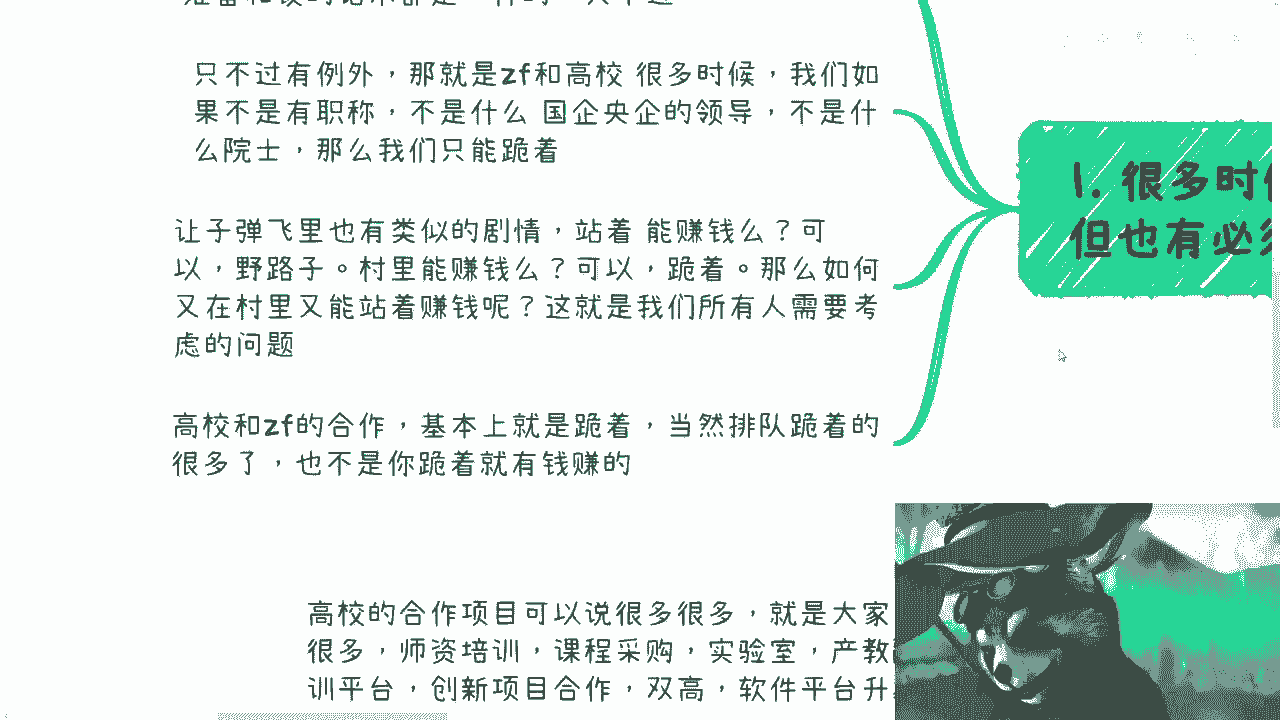 只不过有例外，那就是zf和高校 很多时候，我们如
果不是有职称，不是什么 国企央企的领导，不是什
么院士，那么我们只能跪着
让子弹飞里也有类似的剧情，站着 能赚钱么？可
以，野路子。村里能赚钱么？可以，跪着。那么如何
又在村里又能站着赚钱呢？这就是我们所有人需要考
虑的问题
高校和zf的合作，基本上就是跪着，当然排队跪着的
很多了，也不是你跪着就有钱赚的
高校的合作项目可以说很多很多，就是大家
很多，师资培训，课程采购，实验室，产教
训平台，创新项目合作，双高，软件平台升
1. 很多时
但也有必